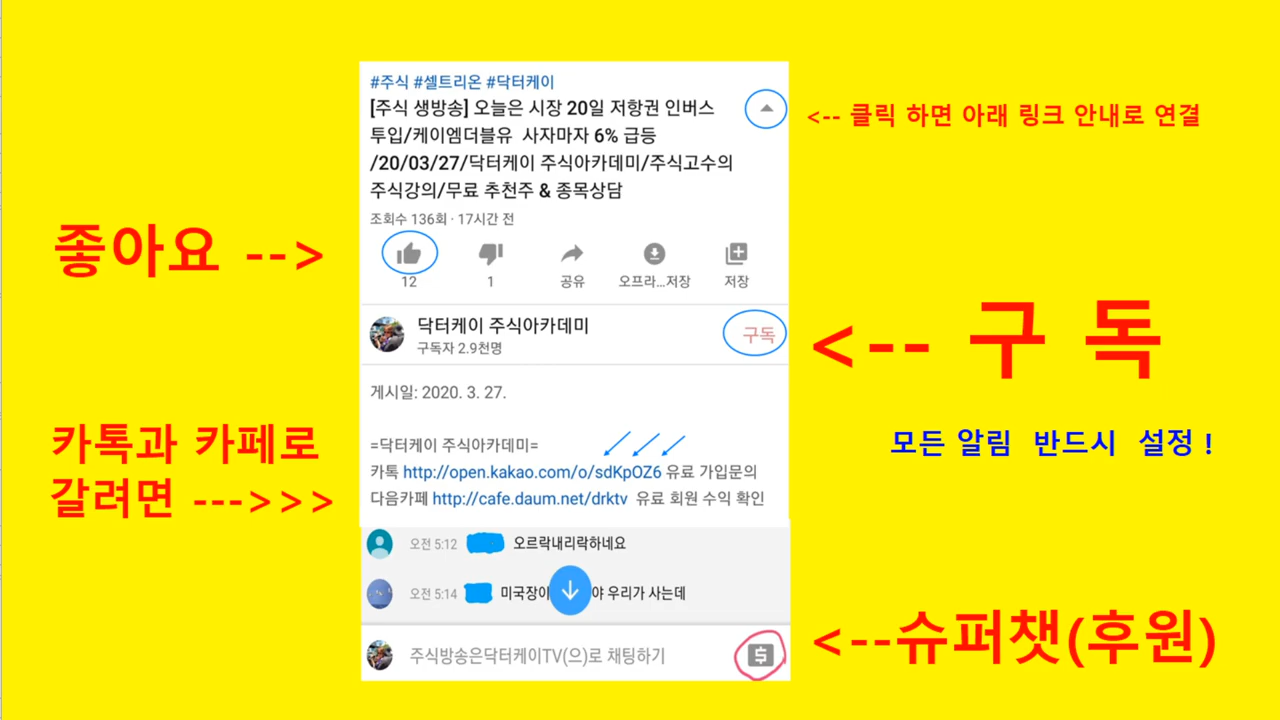 #주식 #셀트리온 #닥터케이
[주식 생방송] 오늘은 시장 20일 저항권 인버스
투입/케이엠더블유 사자마자 6% 급등
/20/03/27/닥터케이 주식아카데미/주식고수의
주식강의/무료 추천주 & 종목상담
<-- 클릭 하면 아래 링크 안내로 연결
조회수 136회 · 17시간 전
좋아요 -->
12
1
공유
오프라...저장
저장
닥터케이 주식아카데미
구독자 2.9천명
구독
<-- 구 독
모든 알림 반드시 설정 !
게시일: 2020. 3. 27.
카톡과 카페로
갈려면 --->>>
=닥터케이 주식아카데미=
카톡 http://open.kakao.com/o/sdKpOZ6 유료 가입문의
다음카페 http://cafe.daum.net/drktv 유료 회원 수익 확인
오전 5:12 오르락내리락하네요
오전 5:14 미국장이 야 우리가 사는데
주식방송은닥터케이TV(으)로 채팅하기
<--슈퍼챗(후원)